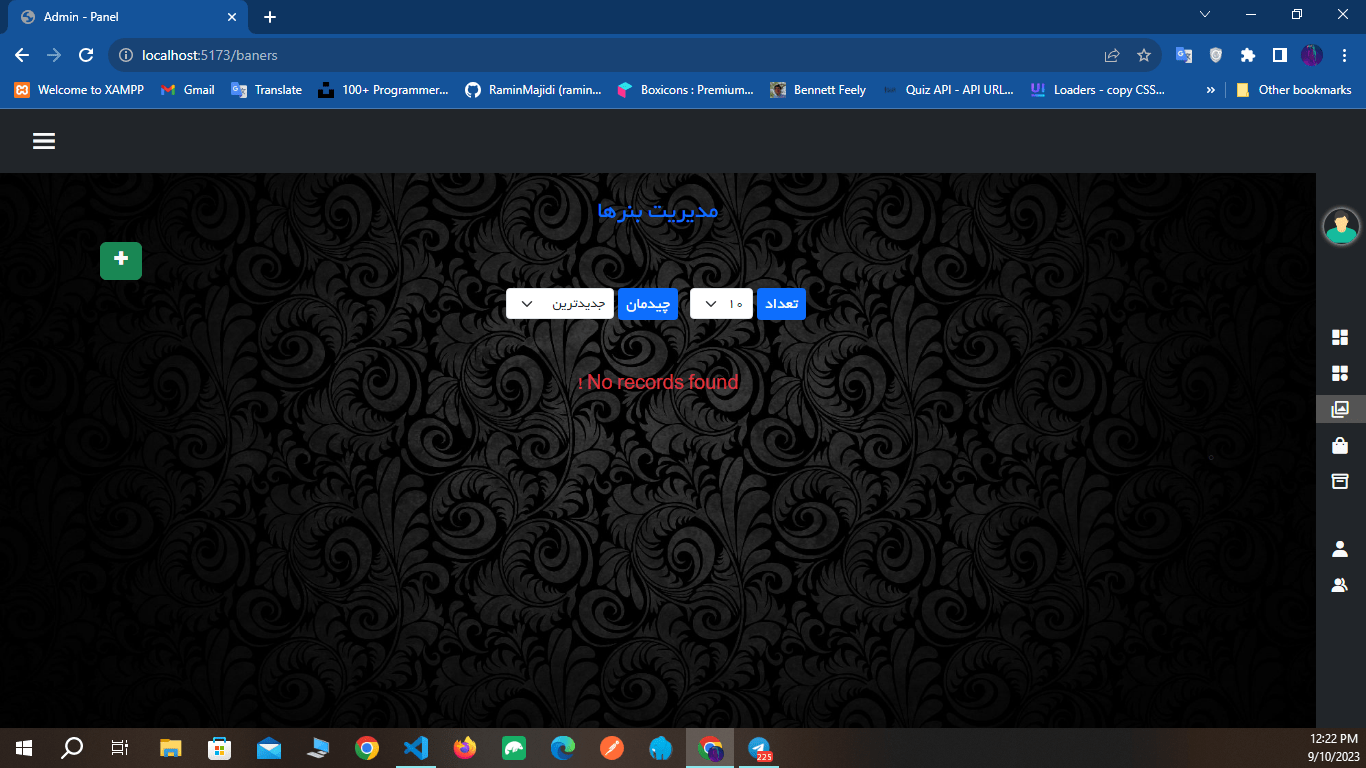 Admin - Panel
localhost:5173/baners
Welcome to XAMPP
Gmail
Translate
100+ Programmer...
RaminMajidi (ramin...
Boxicons : Premium...
Bennett Feely
Quiz API - API URL...
Loaders - copy CSS...
»
Other bookmarks
مدیریت بنرها
تعداد ۱۰ چیدمان جدیدترین
! No records found
225
12:22 PM
9/10/2023